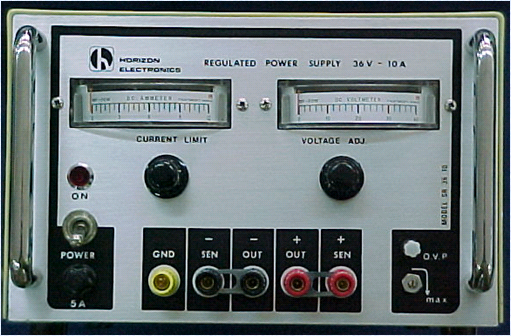 h
HORIZON
ELECTRONICS
REGULATED POWER SUPPLY 36V - 10A
DC AMMETER
DC VOLTMETER
CURRENT LIMIT
VOLTAGE ADJ.
ON
MODEL SR 36 10
POWER
5A
GND
- SEN
- OUT
+ OUT
+ SEN
O.V.P
max